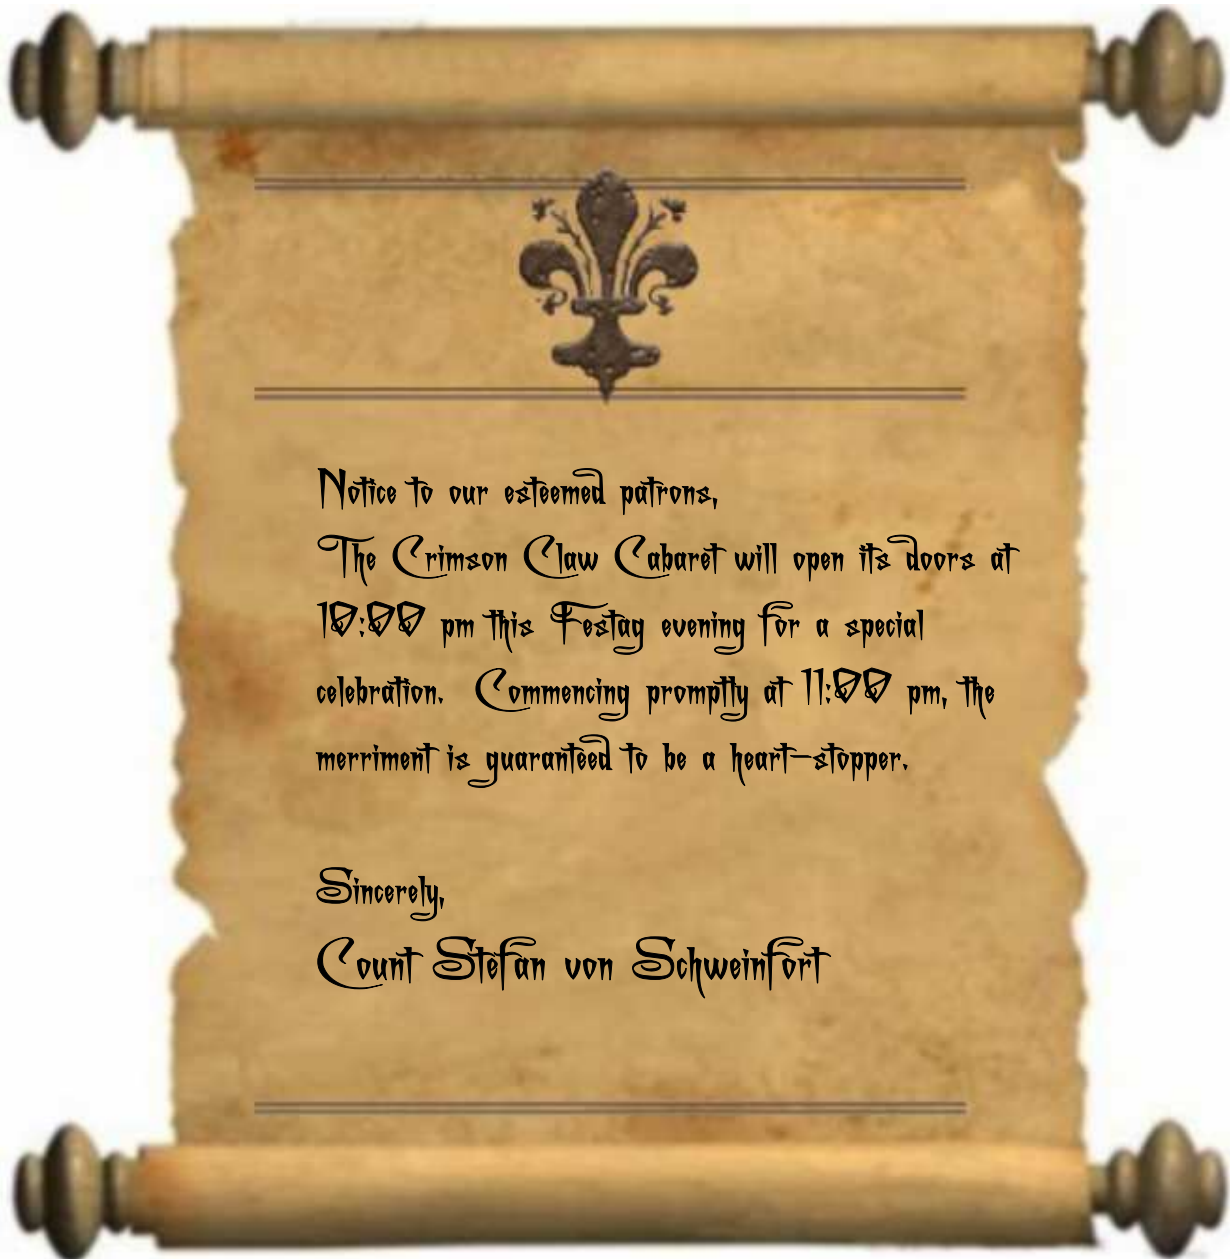 Notice to our esteemed patrons,
The Crimson Claw Cabaret will open its doors at
10:00 pm this Festag evening for a special
celebration.  Commencing promptly at 11:00 pm, the
merriment is guaranteed to be a heart-stopper.
Sincerely,
Count Stefan von Schweinfort